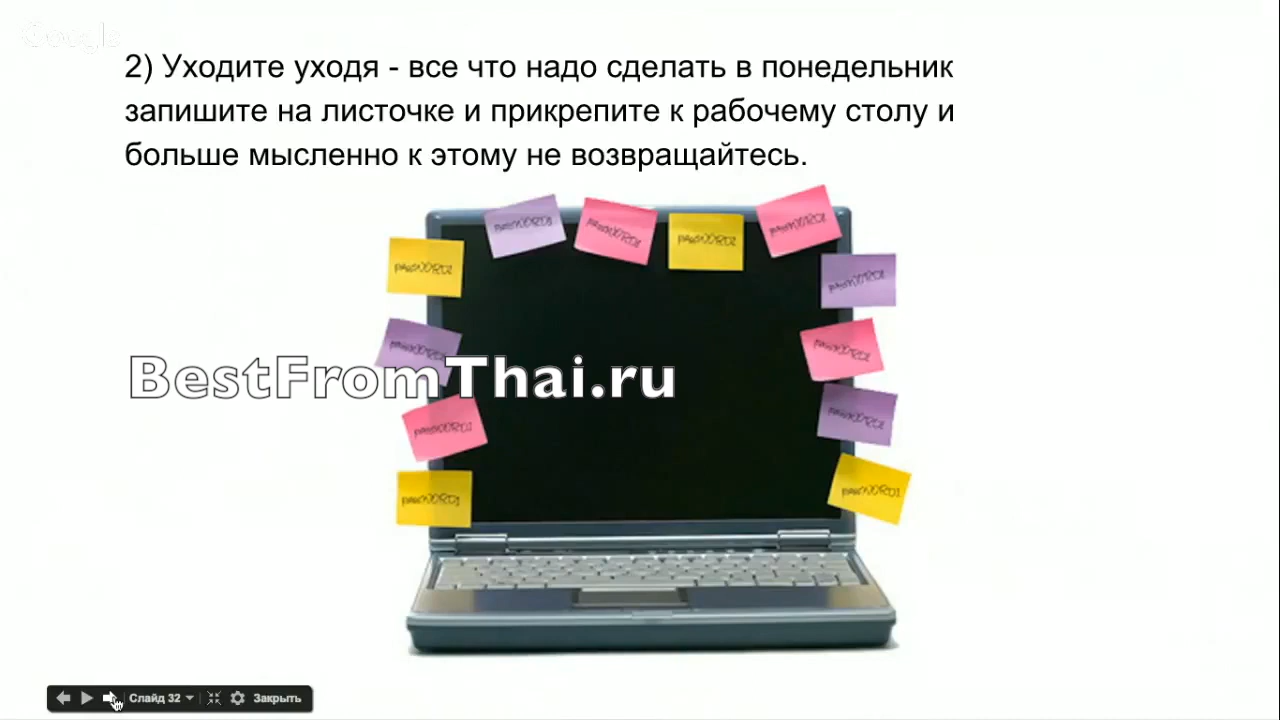 Google
2) Уходите уходя - все что надо сделать в понедельник
запишите на листочке и прикрепите к рабочему столу и
больше мысленно к этому не возвращайтесь.
BestFromThai.ru
Слайд 32
Закрыть